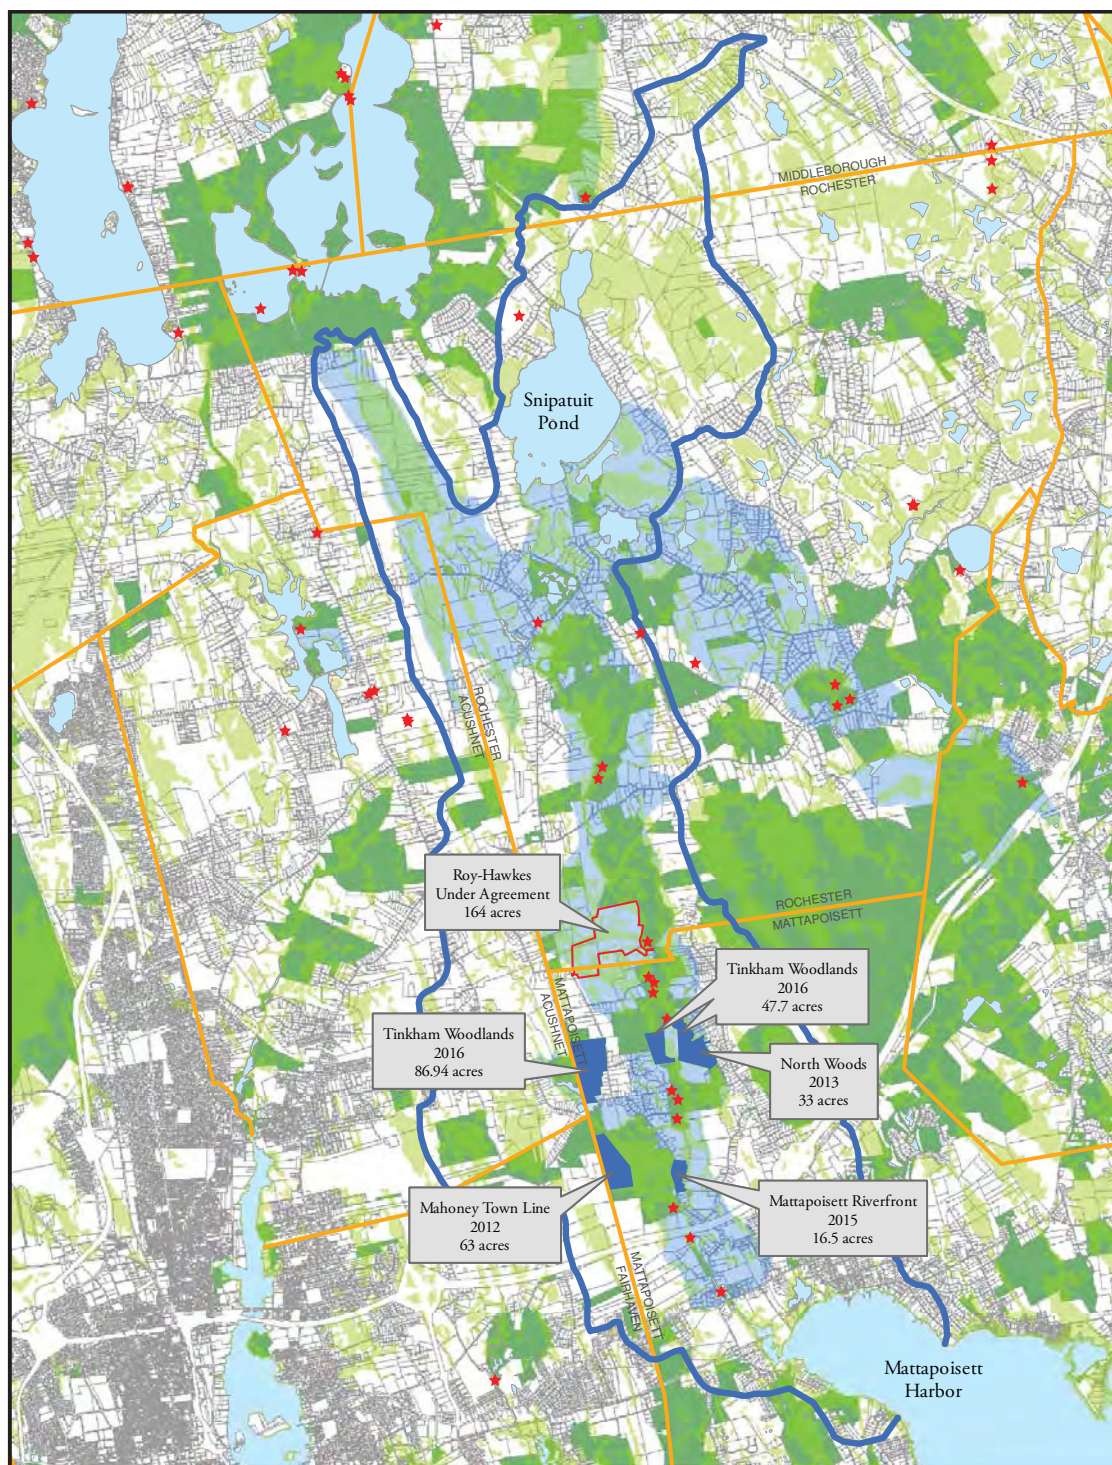 MIDDLEBOROUGH
ROCHESTER
Snipatuit
Pond
ROCHESTER
ACUSHNET
Roy-Hawkes
Under Agreement
164 acres
ROCHESTER
MATTAPOISETT
Tinkham Woodlands
2016
47.7 acres
MATTAPOISETT
ACUSHNET
Tinkham Woodlands
2016
86.94 acres
North Woods
2013
33 acres
Mahoney Town Line
2012
63 acres
Mattapoisett Riverfront
2015
16.5 acres
MATTAPOISETT
FAIRHAVEN
Mattapoisett
Harbor